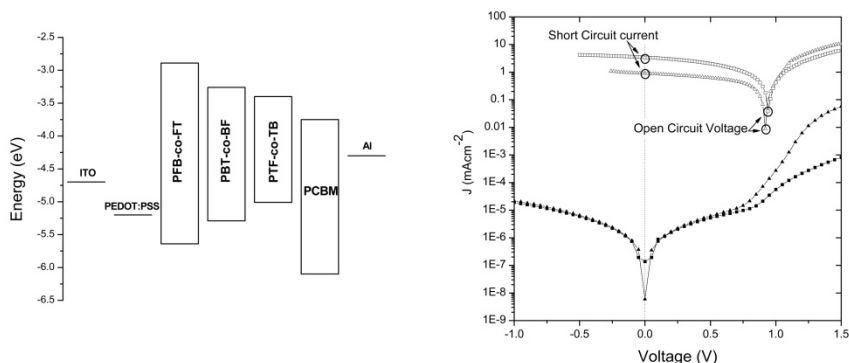 -2.5
-3.0
-3.5
-4.0
-4.5
-5.0
-5.5
-6.0
-6.5
Energy (eV)
ITO
PEDOT:PSS
PFB-co-FT
PBT-co-BF
PTF-co-TB
PCBM
Al
100
10
1
0.1
0.01
1E-3
1E-4
1E-5
1E-6
1E-7
1E-8
1E-9
J (mAcm-2)
Short Circuit current
Open Circuit Voltage
-1.0
-0.5
0.0
0.5
1.0
1.5
Voltage (V)